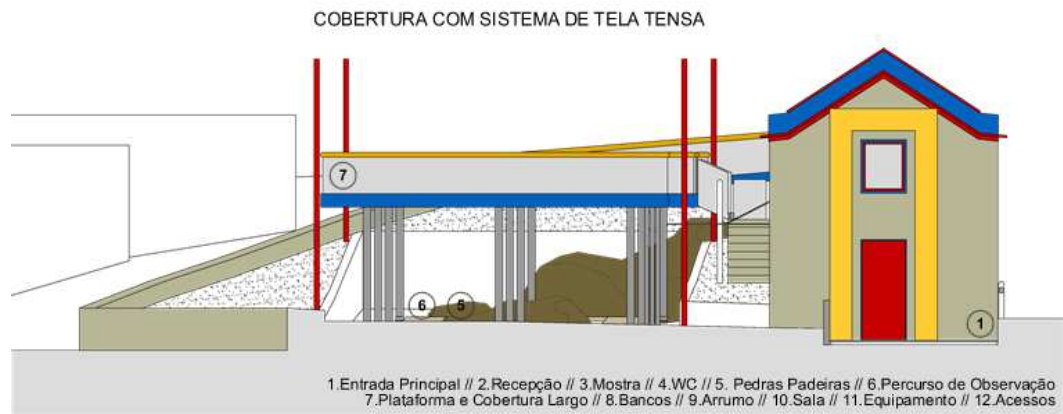 COBERTURA COM SISTEMA DE TELA TENSA
7
6
5
1
1.Entrada Principal // 2.Recepção // 3.Mostra // 4.WC // 5. Pedras Padeiras // 6.Percurso de Observação
7.Plataforma e Cobertura Largo // 8.Bancos // 9.Arrumo // 10.Sala // 11.Equipamento // 12.Acessos